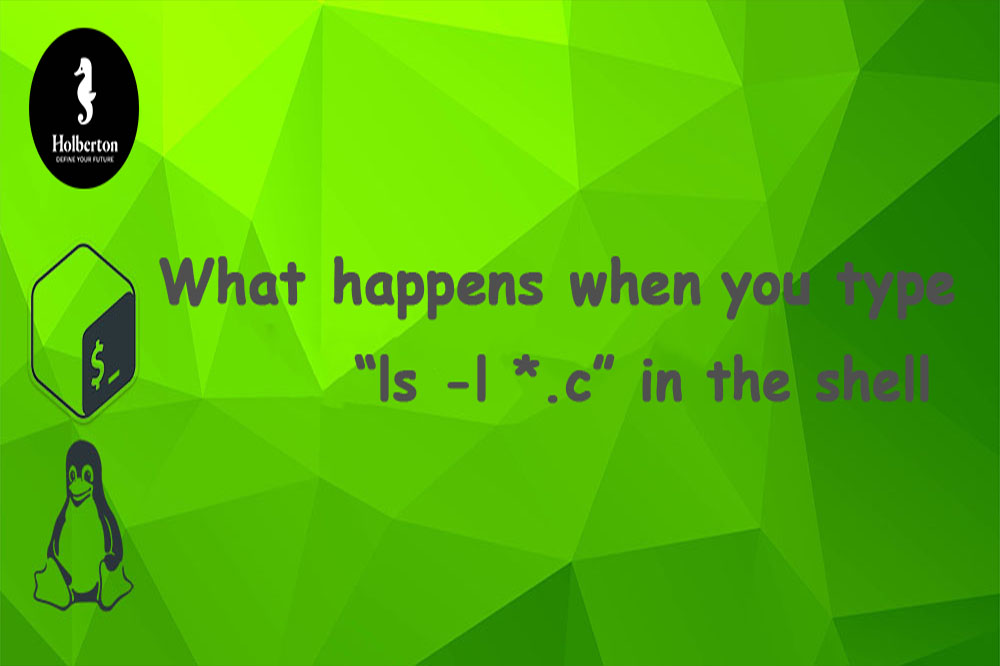 Holberton
DEFINE YOUR FUTURE
What happens when you type
“ls -l *.c” in the shell
$_